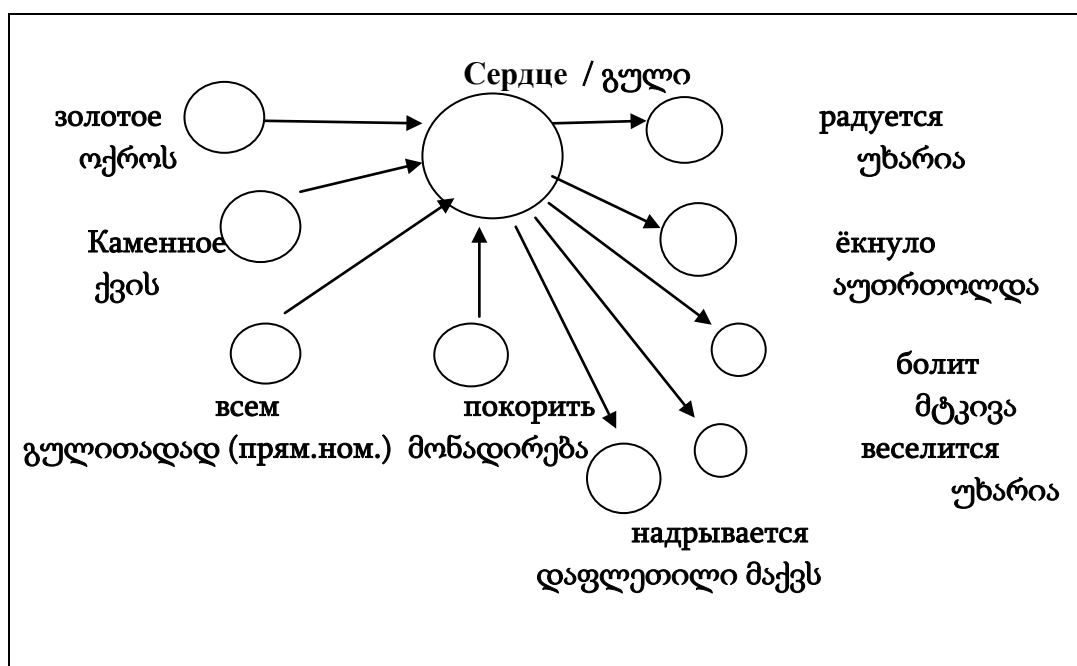 Сердце / გული
золотое
ოქროს
радуется
უხარია
Каменное
ქვის
ёкнуло
აუთრთოლდა
болит
მტკივა
всем
გულითადად (прям.ном.)
покорить
მონადირება
веселится
უხარია
надрывается
დაფლეთილი მაქვს